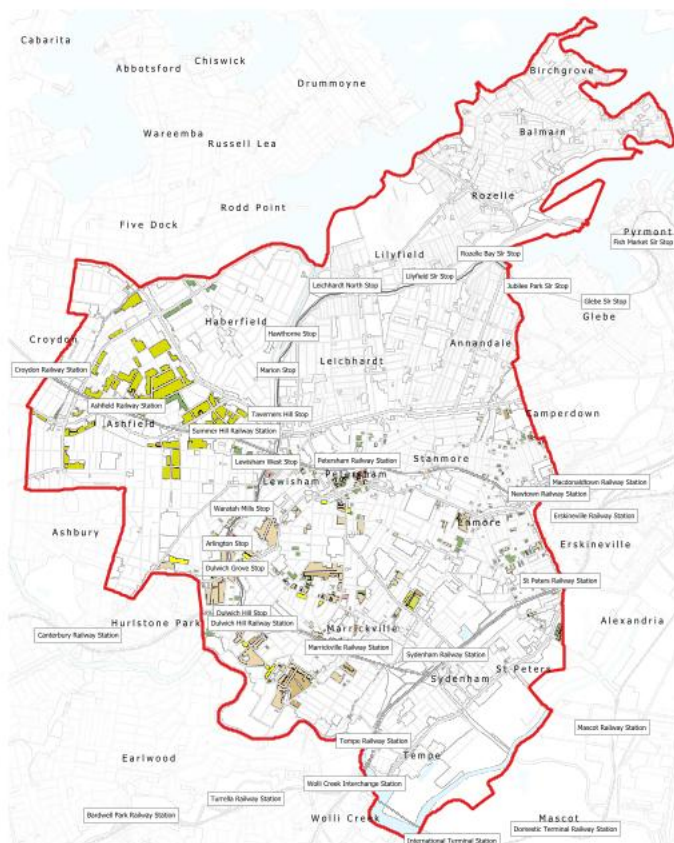 Cabarita
Chiswick
Abbotsford
Drummoyne
Birchgrove
Wareemba
Balmain
Russell Lea
Rozelle
Rodd Point
Five Dock
Pyrmont
Fish Market Slr Stop
Lilyfield
Rozelle Bay Slr Stop
Lilyfield Slr Stop
Leichhardt North Stop
Jubilee Park Slr Stop
Glebe Slr Stop
Glebe
Haberfield
Hawthorne Stop
Croydon
Annandale
Leichhardt
Croydon Railway Station
Marion Stop
Ashfield Railway Station
Taverners Hill Stop
Camperdown
Ashfield
Summer Hill Railway Station
Lewisham West Stop
Petersham Railway Station
Stanmore
Petersham
Lewisham
Macdonaldtown Railway Station
Newtown Railway Station
Waratah Mills Stop
Erskineville Railway Station
Enmore
Ashbury
Arlington Stop
Erskineville
Dulwich Grove Stop
St Peters Railway Station
Dulwich Hill Stop
Hurlstone Park
Dulwich Hill Railway Station
Alexandria
Marrickville
Canterbury Railway Station
Marrickville Railway Station
Sydenham Railway Station
St Peters
Sydenham
Mascot Railway Station
Tempe Railway Station
Earlwood
Tempe
Wolli Creek Interchange Station
Turrella Railway Station
Bardwell Park Railway Station
Wolli Creek
Mascot
Domestic Terminal Railway Station
International Terminal Station